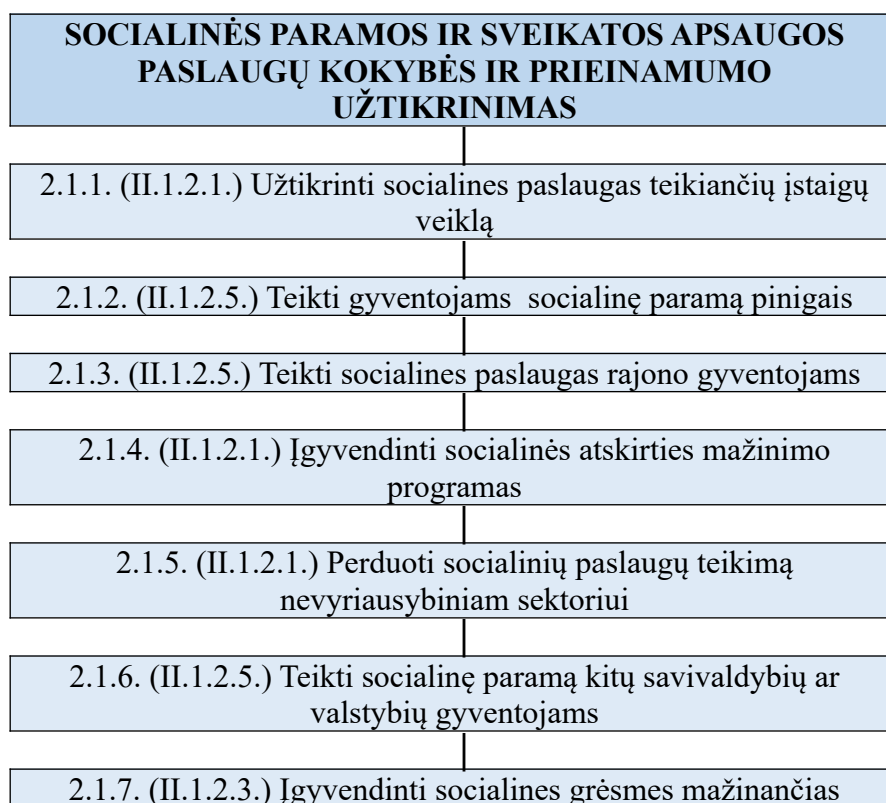 SOCIALINĖS PARAMOS IR SVEIKATOS APSAUGOS
PASLAUGŲ KOKYBĖS IR PRIEINAMUMO
UŽTIKRINIMAS
2.1.1. (II.1.2.1.) Užtikrinti socialines paslaugas teikiančių įstaigų
veiklą
2.1.2. (II.1.2.5.) Teikti gyventojams  socialinę paramą pinigais
2.1.3. (II.1.2.5.) Teikti socialines paslaugas rajono gyventojams
2.1.4. (II.1.2.1.) Įgyvendinti socialinės atskirties mažinimo
programas
2.1.5. (II.1.2.1.) Perduoti socialinių paslaugų teikimą
nevyriausybiniam sektoriui
2.1.6. (II.1.2.5.) Teikti socialinę paramą kitų savivaldybių ar
valstybių gyventojams
2.1.7. (II.1.2.3.) Įgyvendinti socialines grėsmes mažinančias